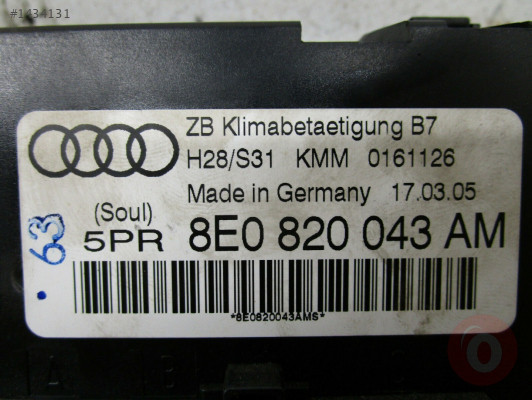 #1434131
ZB Klimabetaetigung B7
H28/S31 KMM 0161126
Made in Germany 17.03.05
(Soul)
5PR 8E0 820 043 AM
63
*8E0820043AMS*
A B